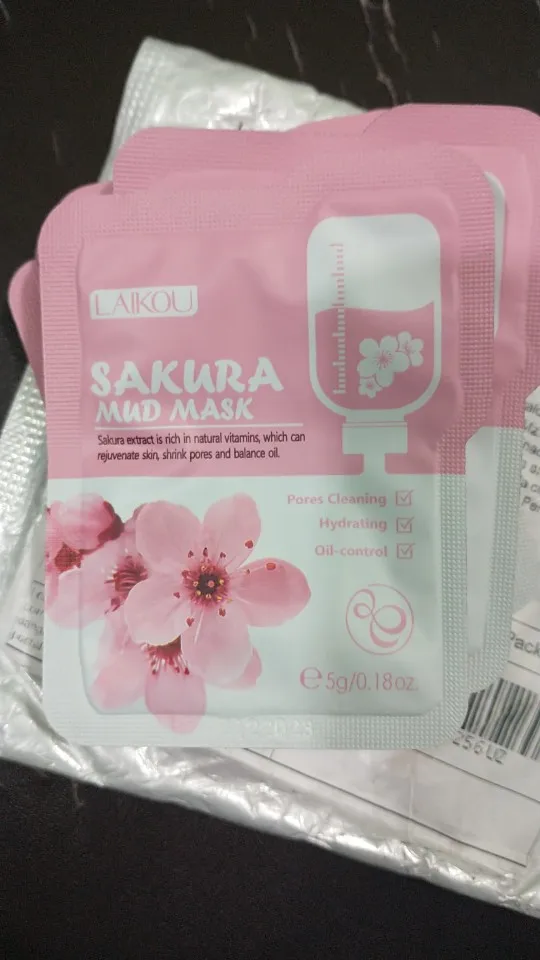 LAIKOU
SAKURA
MUD MASK
Sakura extract is rich in natural vitamins, which can
rejuvenate skin, shrink pores and balance oil.
Pores Cleaning
Hydrating
Oil-control
℮ 5g/0.18oz.